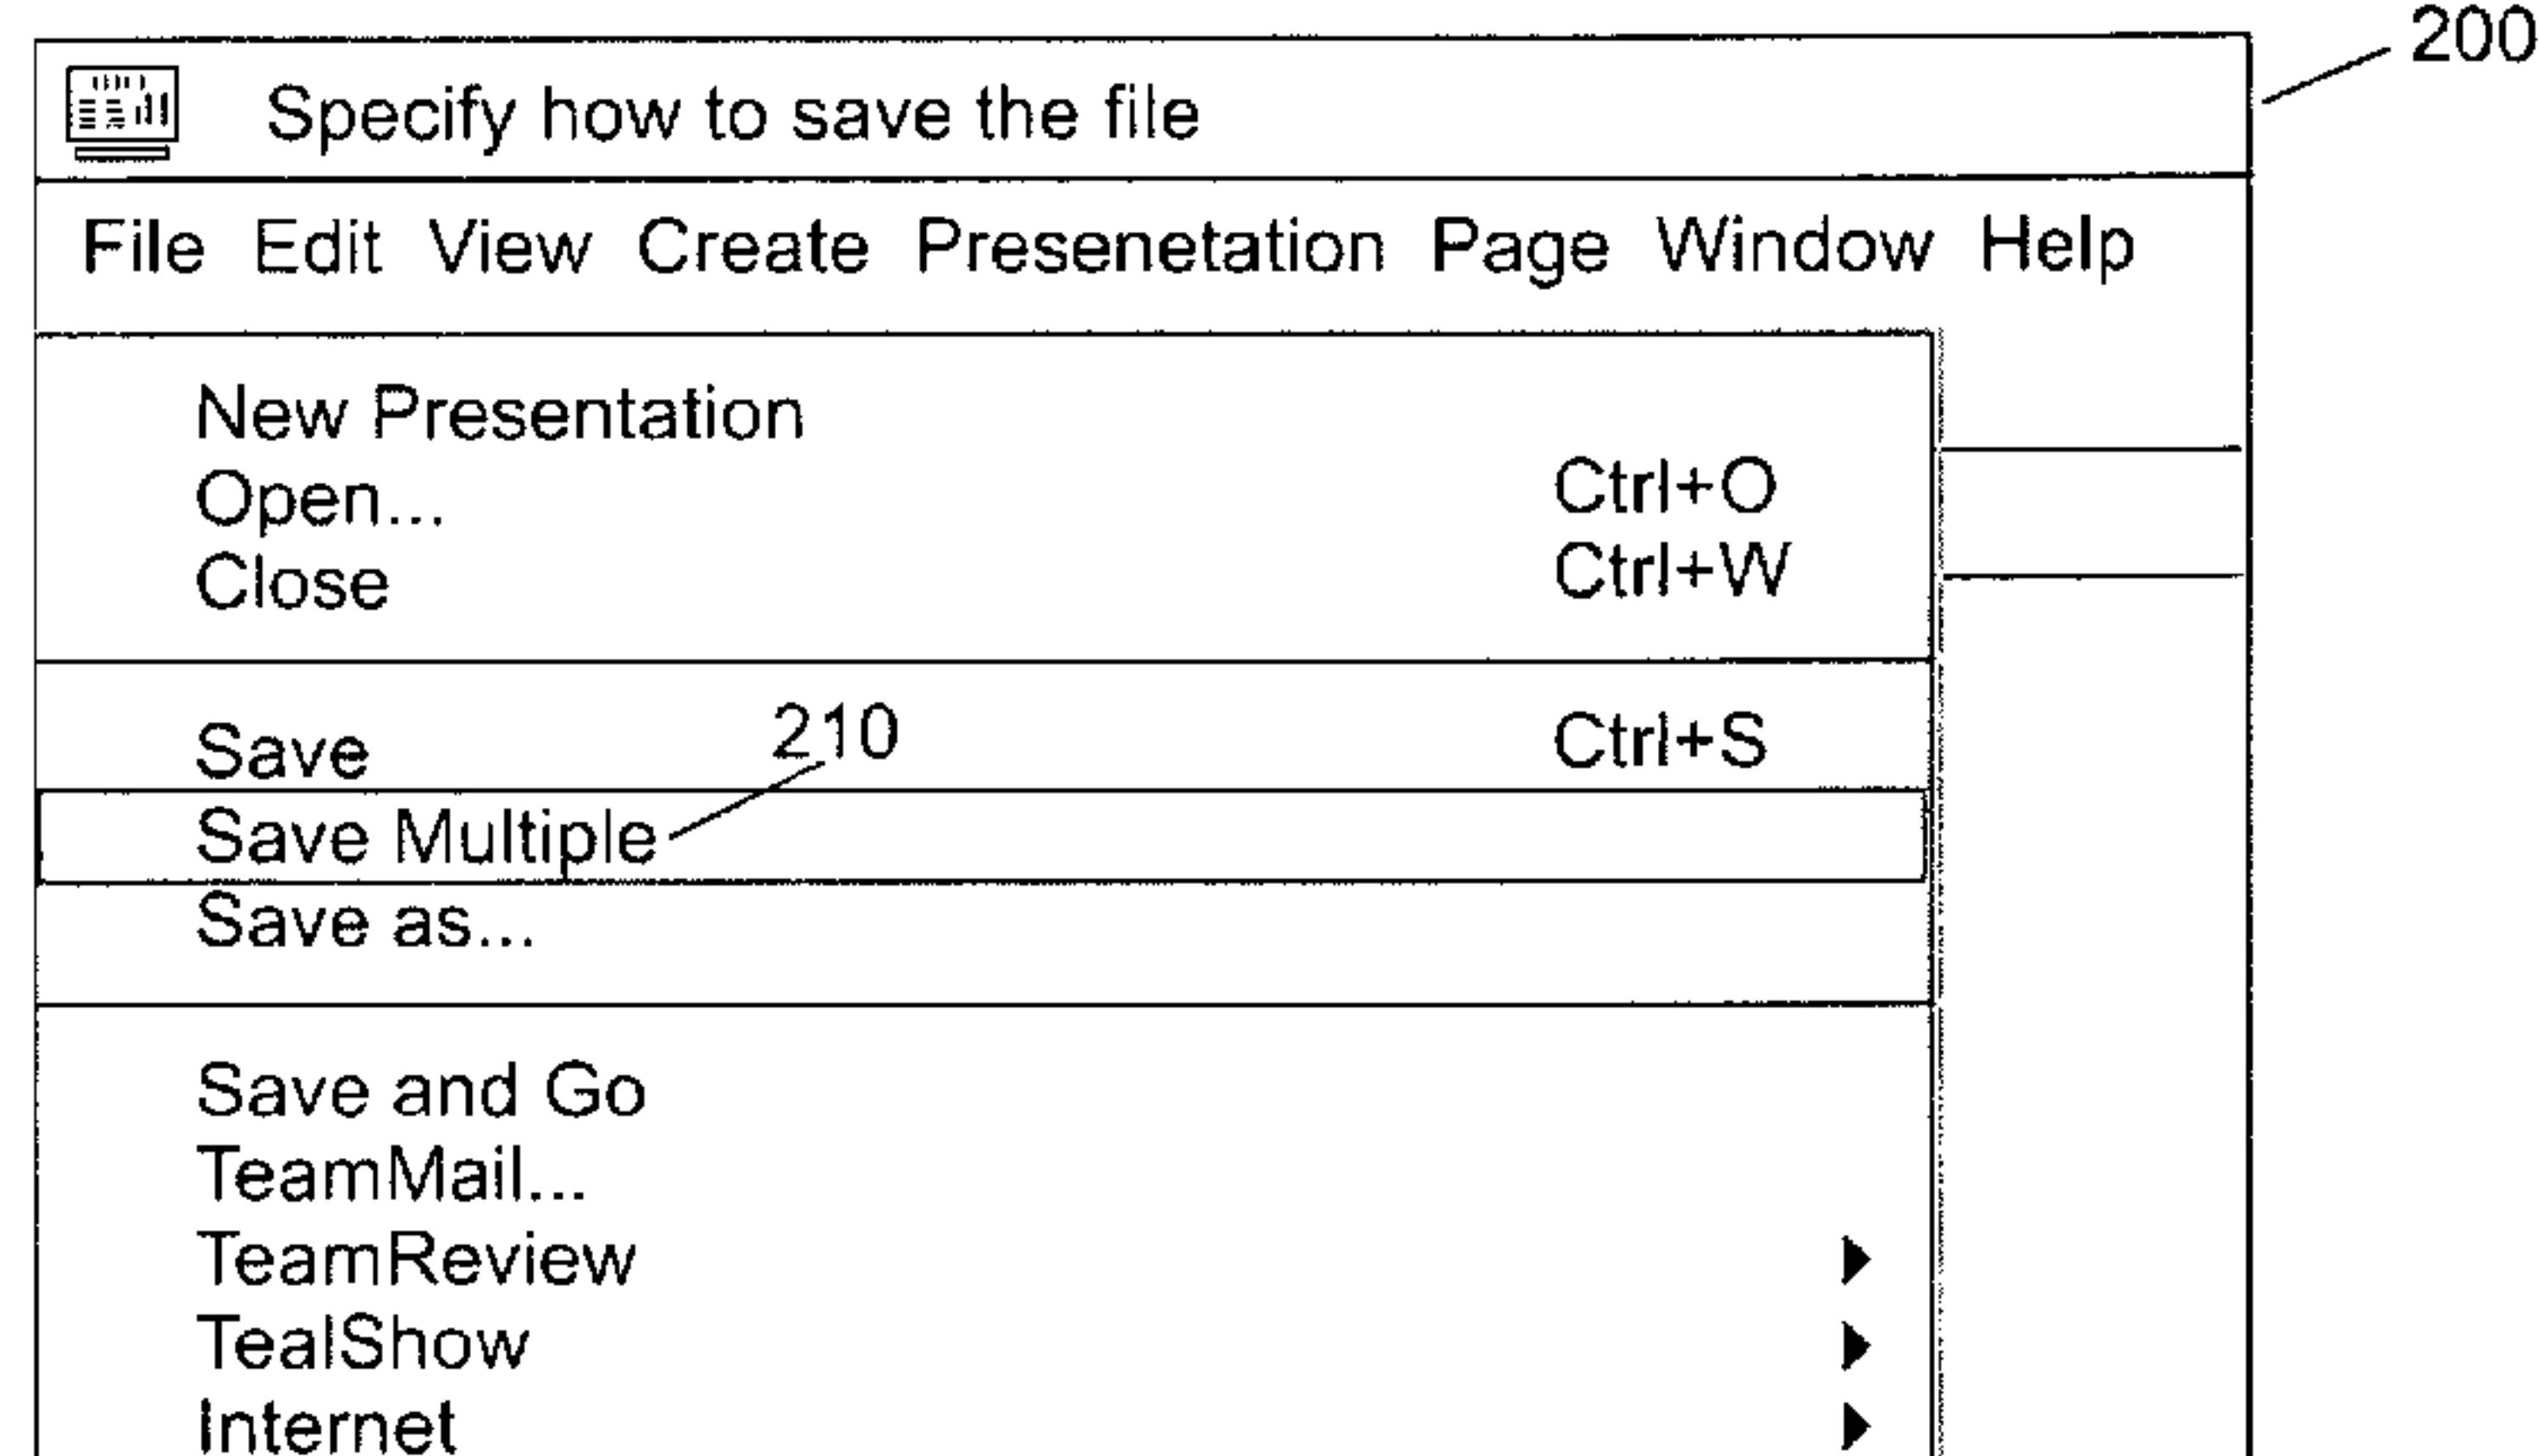 200
Specify how to save the file
File Edit View Create Presenetation Page Window Help
New Presentation
Open... Ctrl+O
Close Ctrl+W
210
Save Ctrl+S
Save Multiple
Save as...
Save and Go
TeamMail...
TeamReview
TealShow
Internet